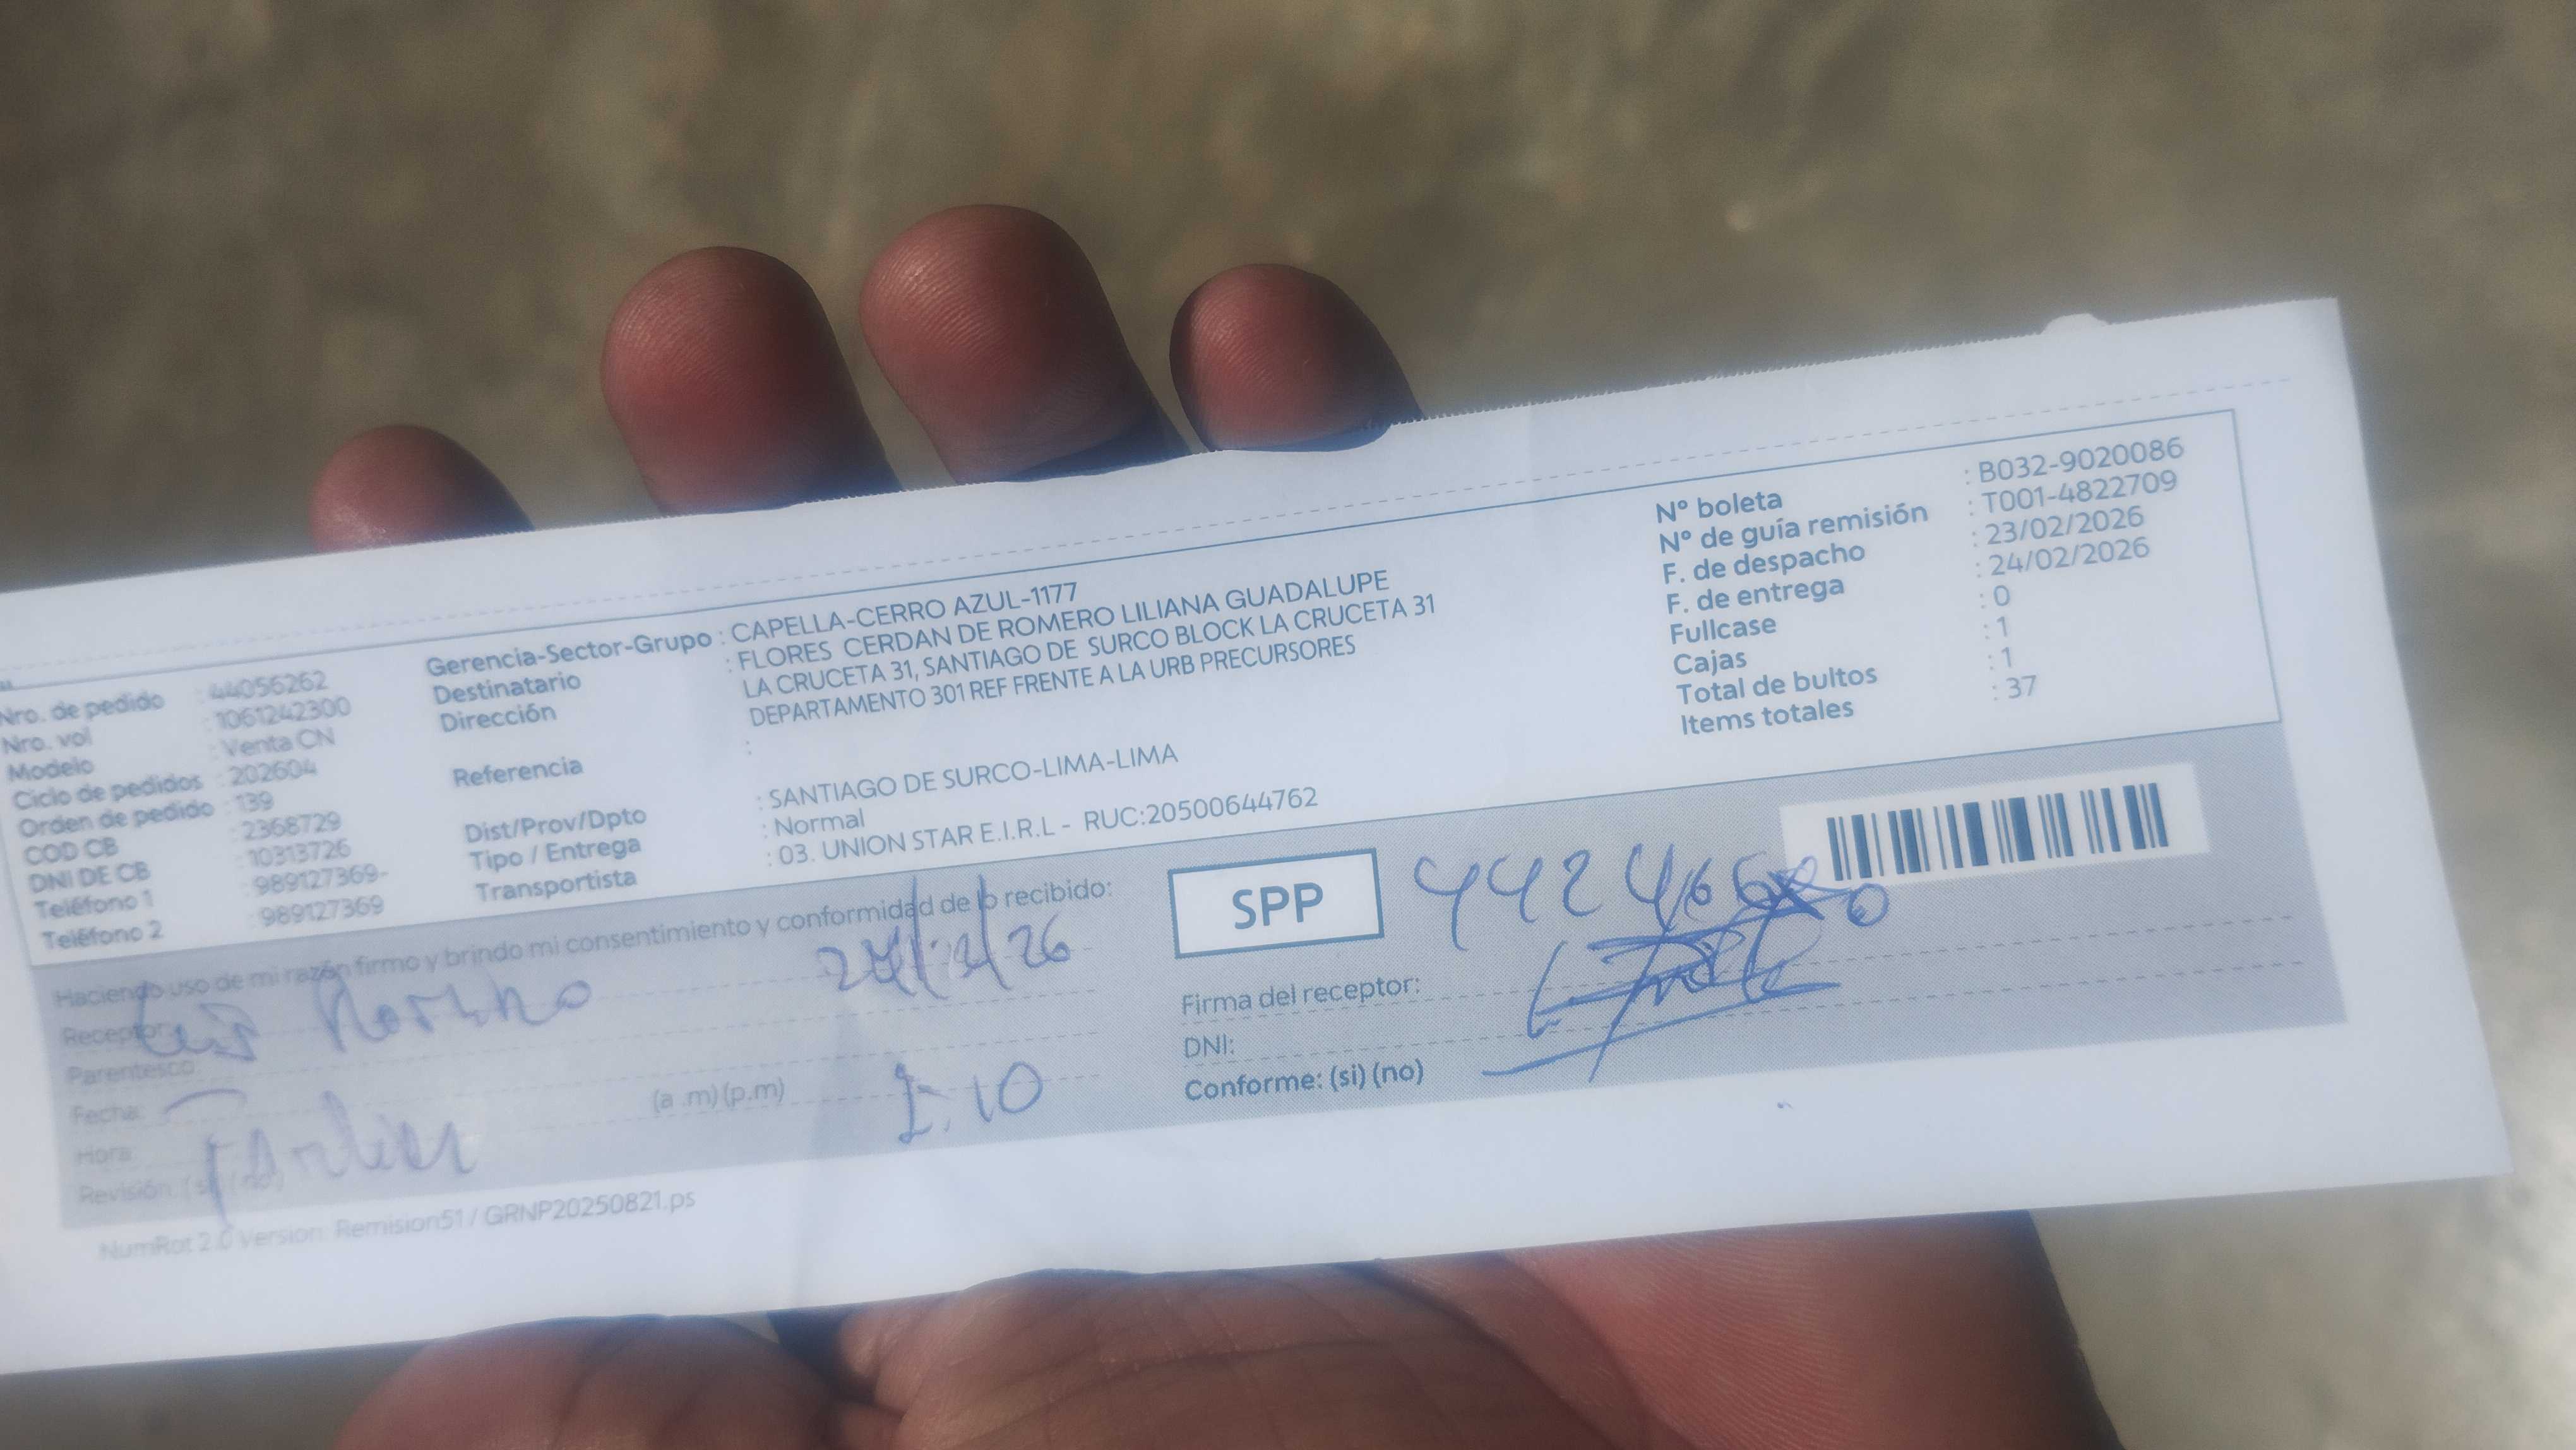 Nro. de pedido : 44056262
Nro. vol : 1061242300
Modelo : Venta CN
Ciclo de pedidos : 202604
Orden de pedido : 139
COD CB : 2368729
DNI DE CB : 10313726
Teléfono 1 : 989127369-
Teléfono 2 : 989127369
Gerencia-Sector-Grupo : CAPELLA-CERRO AZUL-1177
Destinatario : FLORES CERDAN DE ROMERO LILIANA GUADALUPE
Dirección LA CRUCETA 31, SANTIAGO DE SURCO BLOCK LA CRUCETA 31
DEPARTAMENTO 301 REF FRENTE A LA URB PRECURSORES
Referencia :
Dist/Prov/Dpto : SANTIAGO DE SURCO-LIMA-LIMA
Tipo / Entrega : Normal
Transportista : 03. UNION STAR E.I.R.L - RUC:20500644762
Nº boleta : B032-9020086
Nº de guía remisión : T001-4822709
F. de despacho : 23/02/2026
F. de entrega : 24/02/2026
Fullcase : 0
Cajas : 1
Total de bultos : 1
Items totales : 37
Haciendo uso de mi razón firmo y brindo mi consentimiento y conformidad de lo recibido:
Receptor:
Parentesco:
Fecha:
Hora: (a .m) (p.m)
Revisión: (si) (no)
SPP
Firma del receptor:
DNI:
Conforme: (si) (no)
NumRot 2.0 Version: Remision51 / GRNP20250821.ps